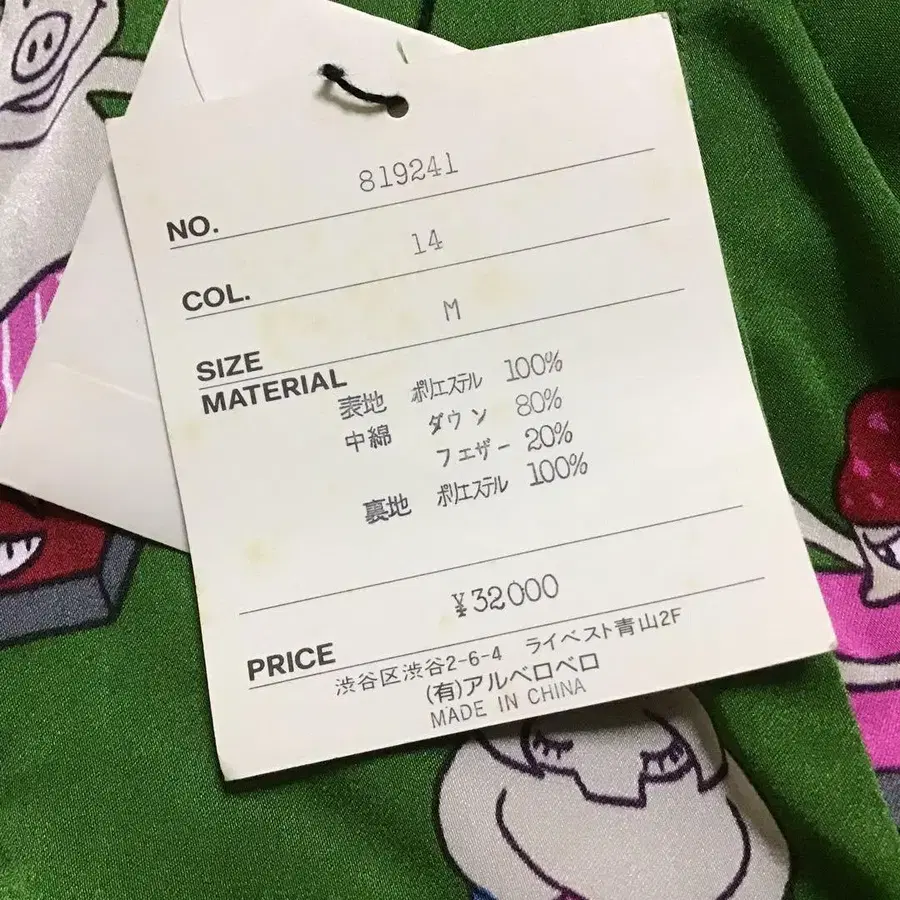 819241
NO.
14
COL.
M
SIZE
MATERIAL
表地 ポリエステル 100%
中綿 ダウン 80%
フェザー 20%
裏地 ポリエステル 100%
¥32000
PRICE
渋谷区渋谷2-6-4 ライベスト青山2F
(有)アルベロベロ
MADE IN CHINA